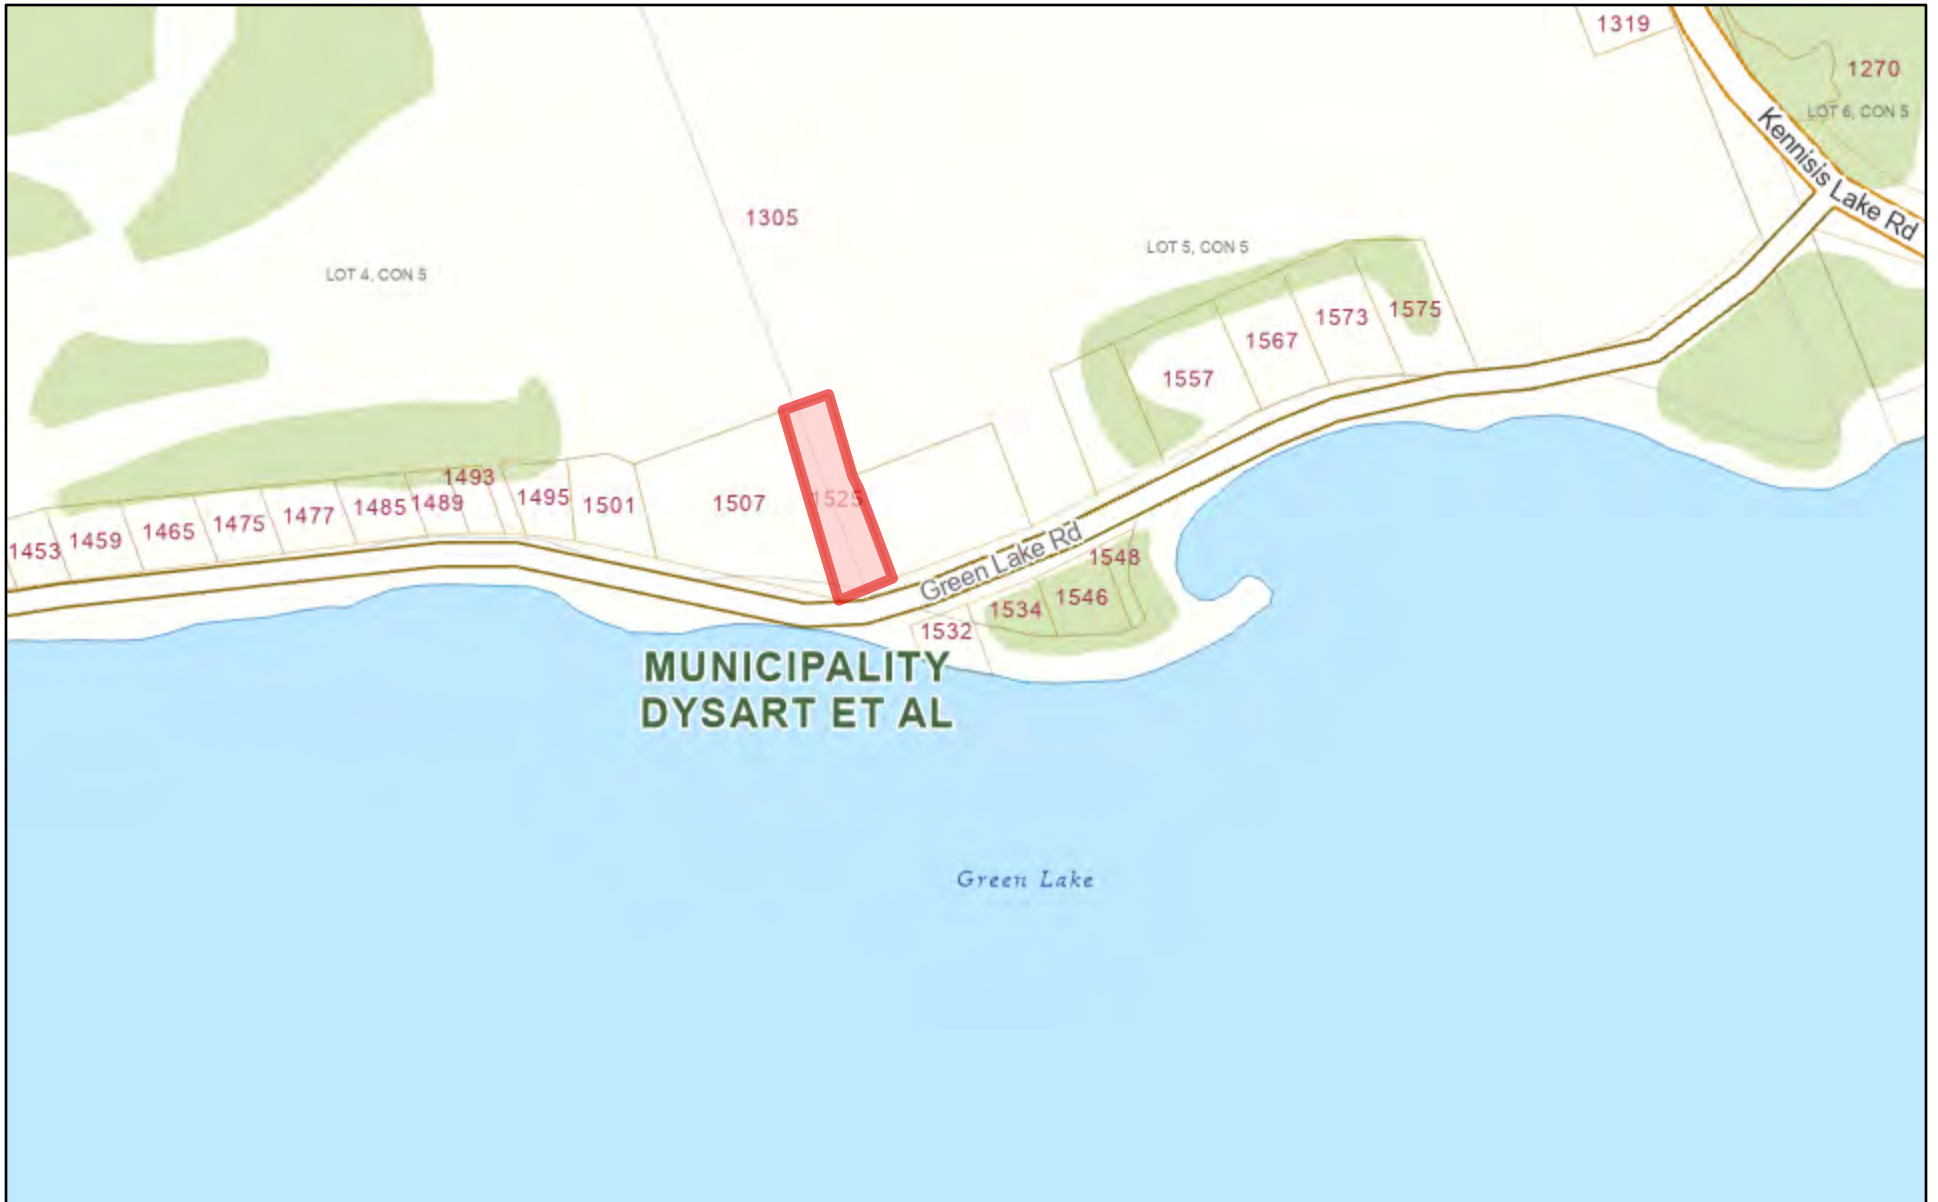 1319
1270
LOT 6, CON 5
Kennisis Lake Rd
1305
LOT 5, CON 5
LOT 4, CON 5
1575
1573
1567
1557
1493
1495
1501
1507
1525
1485
1489
1477
1475
1465
1459
1453
Green Lake Rd
1548
1546
1534
1532
MUNICIPALITY
DYSART ET AL
Green Lake